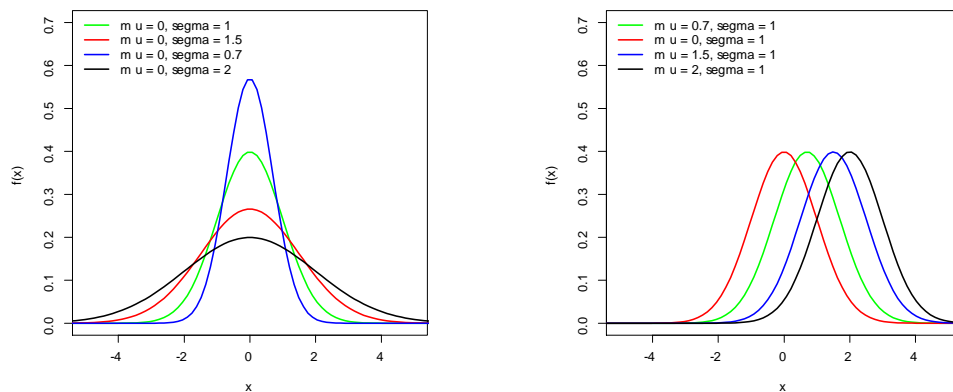 m u = 0, segma = 1
m u = 0, segma = 1.5
m u = 0, segma = 0.7
m u = 0, segma = 2
0.7
0.6
0.5
0.4
0.3
0.2
0.1
0.0
f(x)
-4 -2 0 2 4
x
m u = 0.7, segma = 1
m u = 0, segma = 1
m u = 1.5, segma = 1
m u = 2, segma = 1
0.7
0.6
0.5
0.4
0.3
0.2
0.1
0.0
f(x)
-4 -2 0 2 4
x